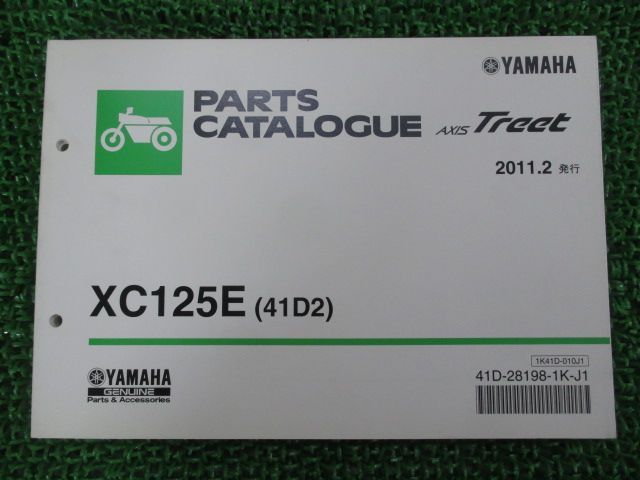 YAMAHA
PARTS
CATALOGUE
AXIS Treet
2011.2 発行
XC125E (41D2)
1K41D-010J1
YAMAHA
GENUINE
Parts & Accessories
41D-28198-1K-J1